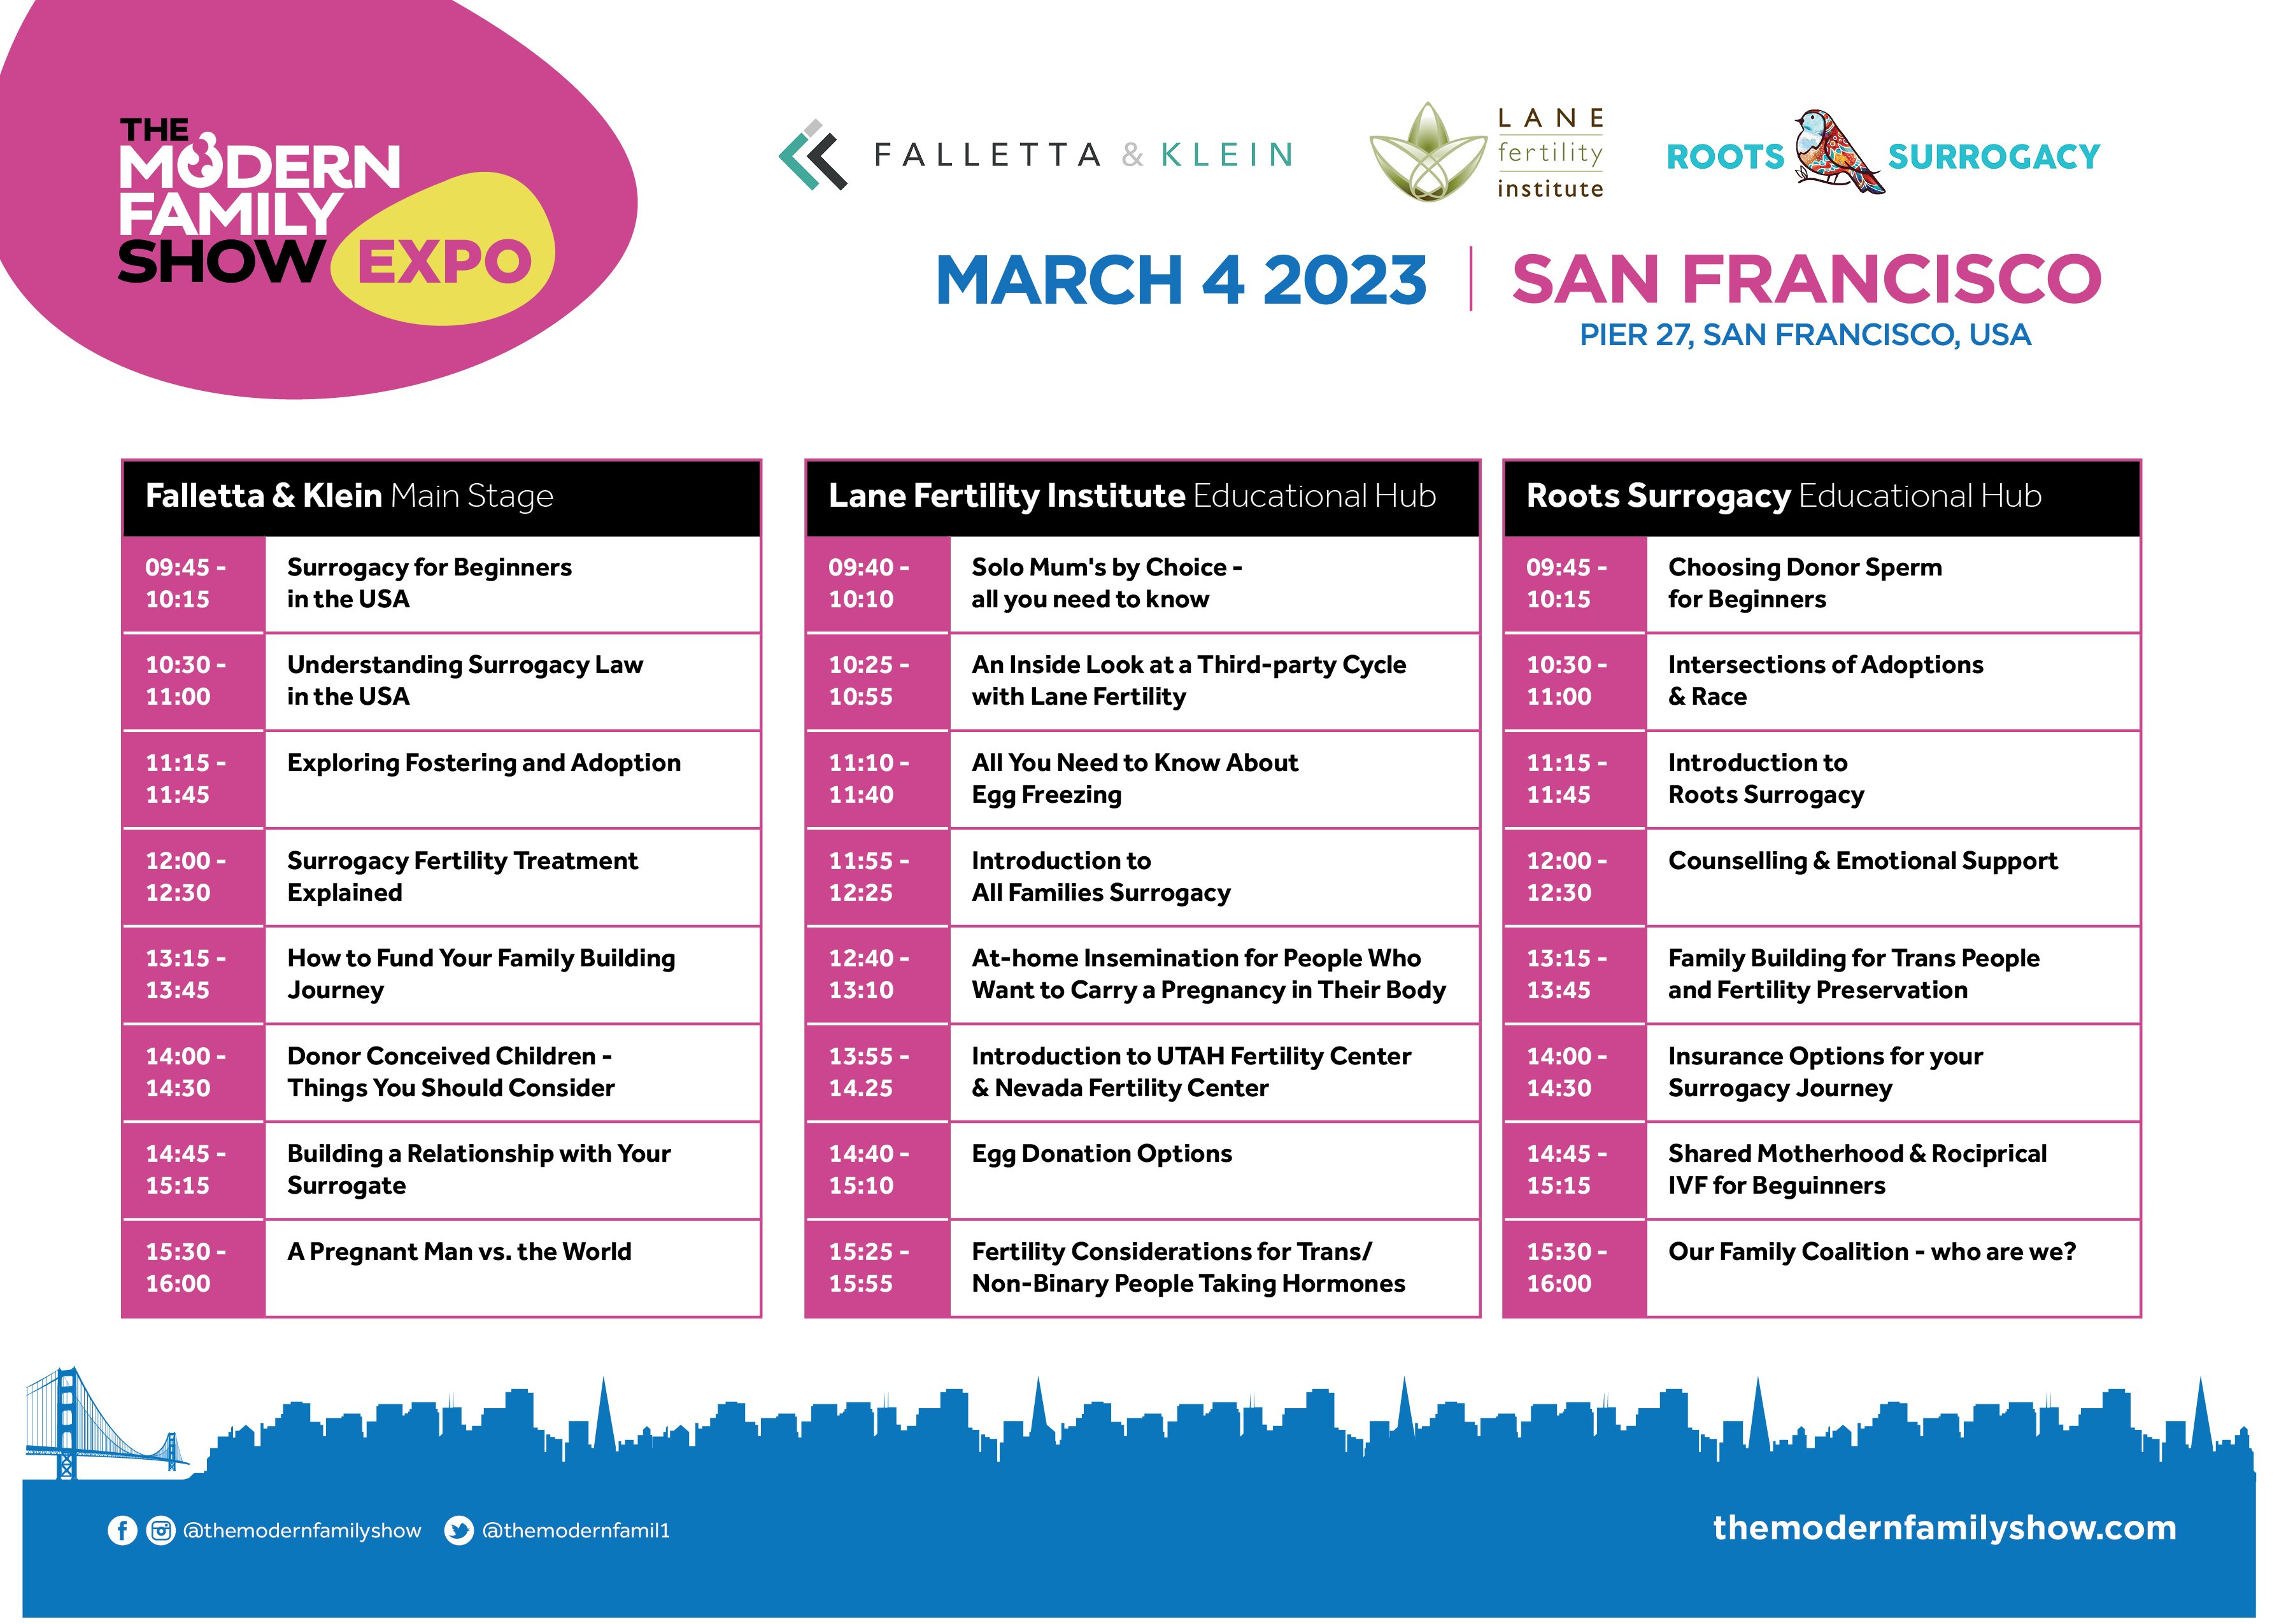 THE
MODERN
FAMILY
SHOW EXPO
FALLETTA & KLEIN
LANE
fertility
institute
ROOTS SURROGACY
MARCH 4 2023
SAN FRANCISCO
PIER 27, SAN FRANCISCO, USA
Falletta & Klein Main Stage
09:45 -
10:15
Surrogacy for Beginners
in the USA
10:30 -
11:00
Understanding Surrogacy Law
in the USA
11:15 -
11:45
Exploring Fostering and Adoption
12:00 -
12:30
Surrogacy Fertility Treatment
Explained
13:15 -
13:45
How to Fund Your Family Building
Journey
14:00 -
14:30
Donor Conceived Children -
Things You Should Consider
14:45 -
15:15
Building a Relationship with Your
Surrogate
15:30 -
16:00
A Pregnant Man vs. the World
Lane Fertility Institute Educational Hub
09:40 -
10:10
Solo Mum's by Choice -
all you need to know
10:25 -
10:55
An Inside Look at a Third-party Cycle
with Lane Fertility
11:10 -
11:40
All You Need to Know About
Egg Freezing
11:55 -
12:25
Introduction to
All Families Surrogacy
12:40 -
13:10
At-home Insemination for People Who
Want to Carry a Pregnancy in Their Body
13:55 -
14.25
Introduction to UTAH Fertility Center
& Nevada Fertility Center
14:40 -
15:10
Egg Donation Options
15:25 -
15:55
Fertility Considerations for Trans/
Non-Binary People Taking Hormones
Roots Surrogacy Educational Hub
09:45 -
10:15
Choosing Donor Sperm
for Beginners
10:30 -
11:00
Intersections of Adoptions
& Race
11:15 -
11:45
Introduction to
Roots Surrogacy
12:00 -
12:30
Counselling & Emotional Support
13:15 -
13:45
Family Building for Trans People
and Fertility Preservation
14:00 -
14:30
Insurance Options for your
Surrogacy Journey
14:45 -
15:15
Shared Motherhood & Rociprical
IVF for Beguinners
15:30 -
16:00
Our Family Coalition - who are we?
@themodernfamilyshow
@themodernfamil1
themodernfamilyshow.com